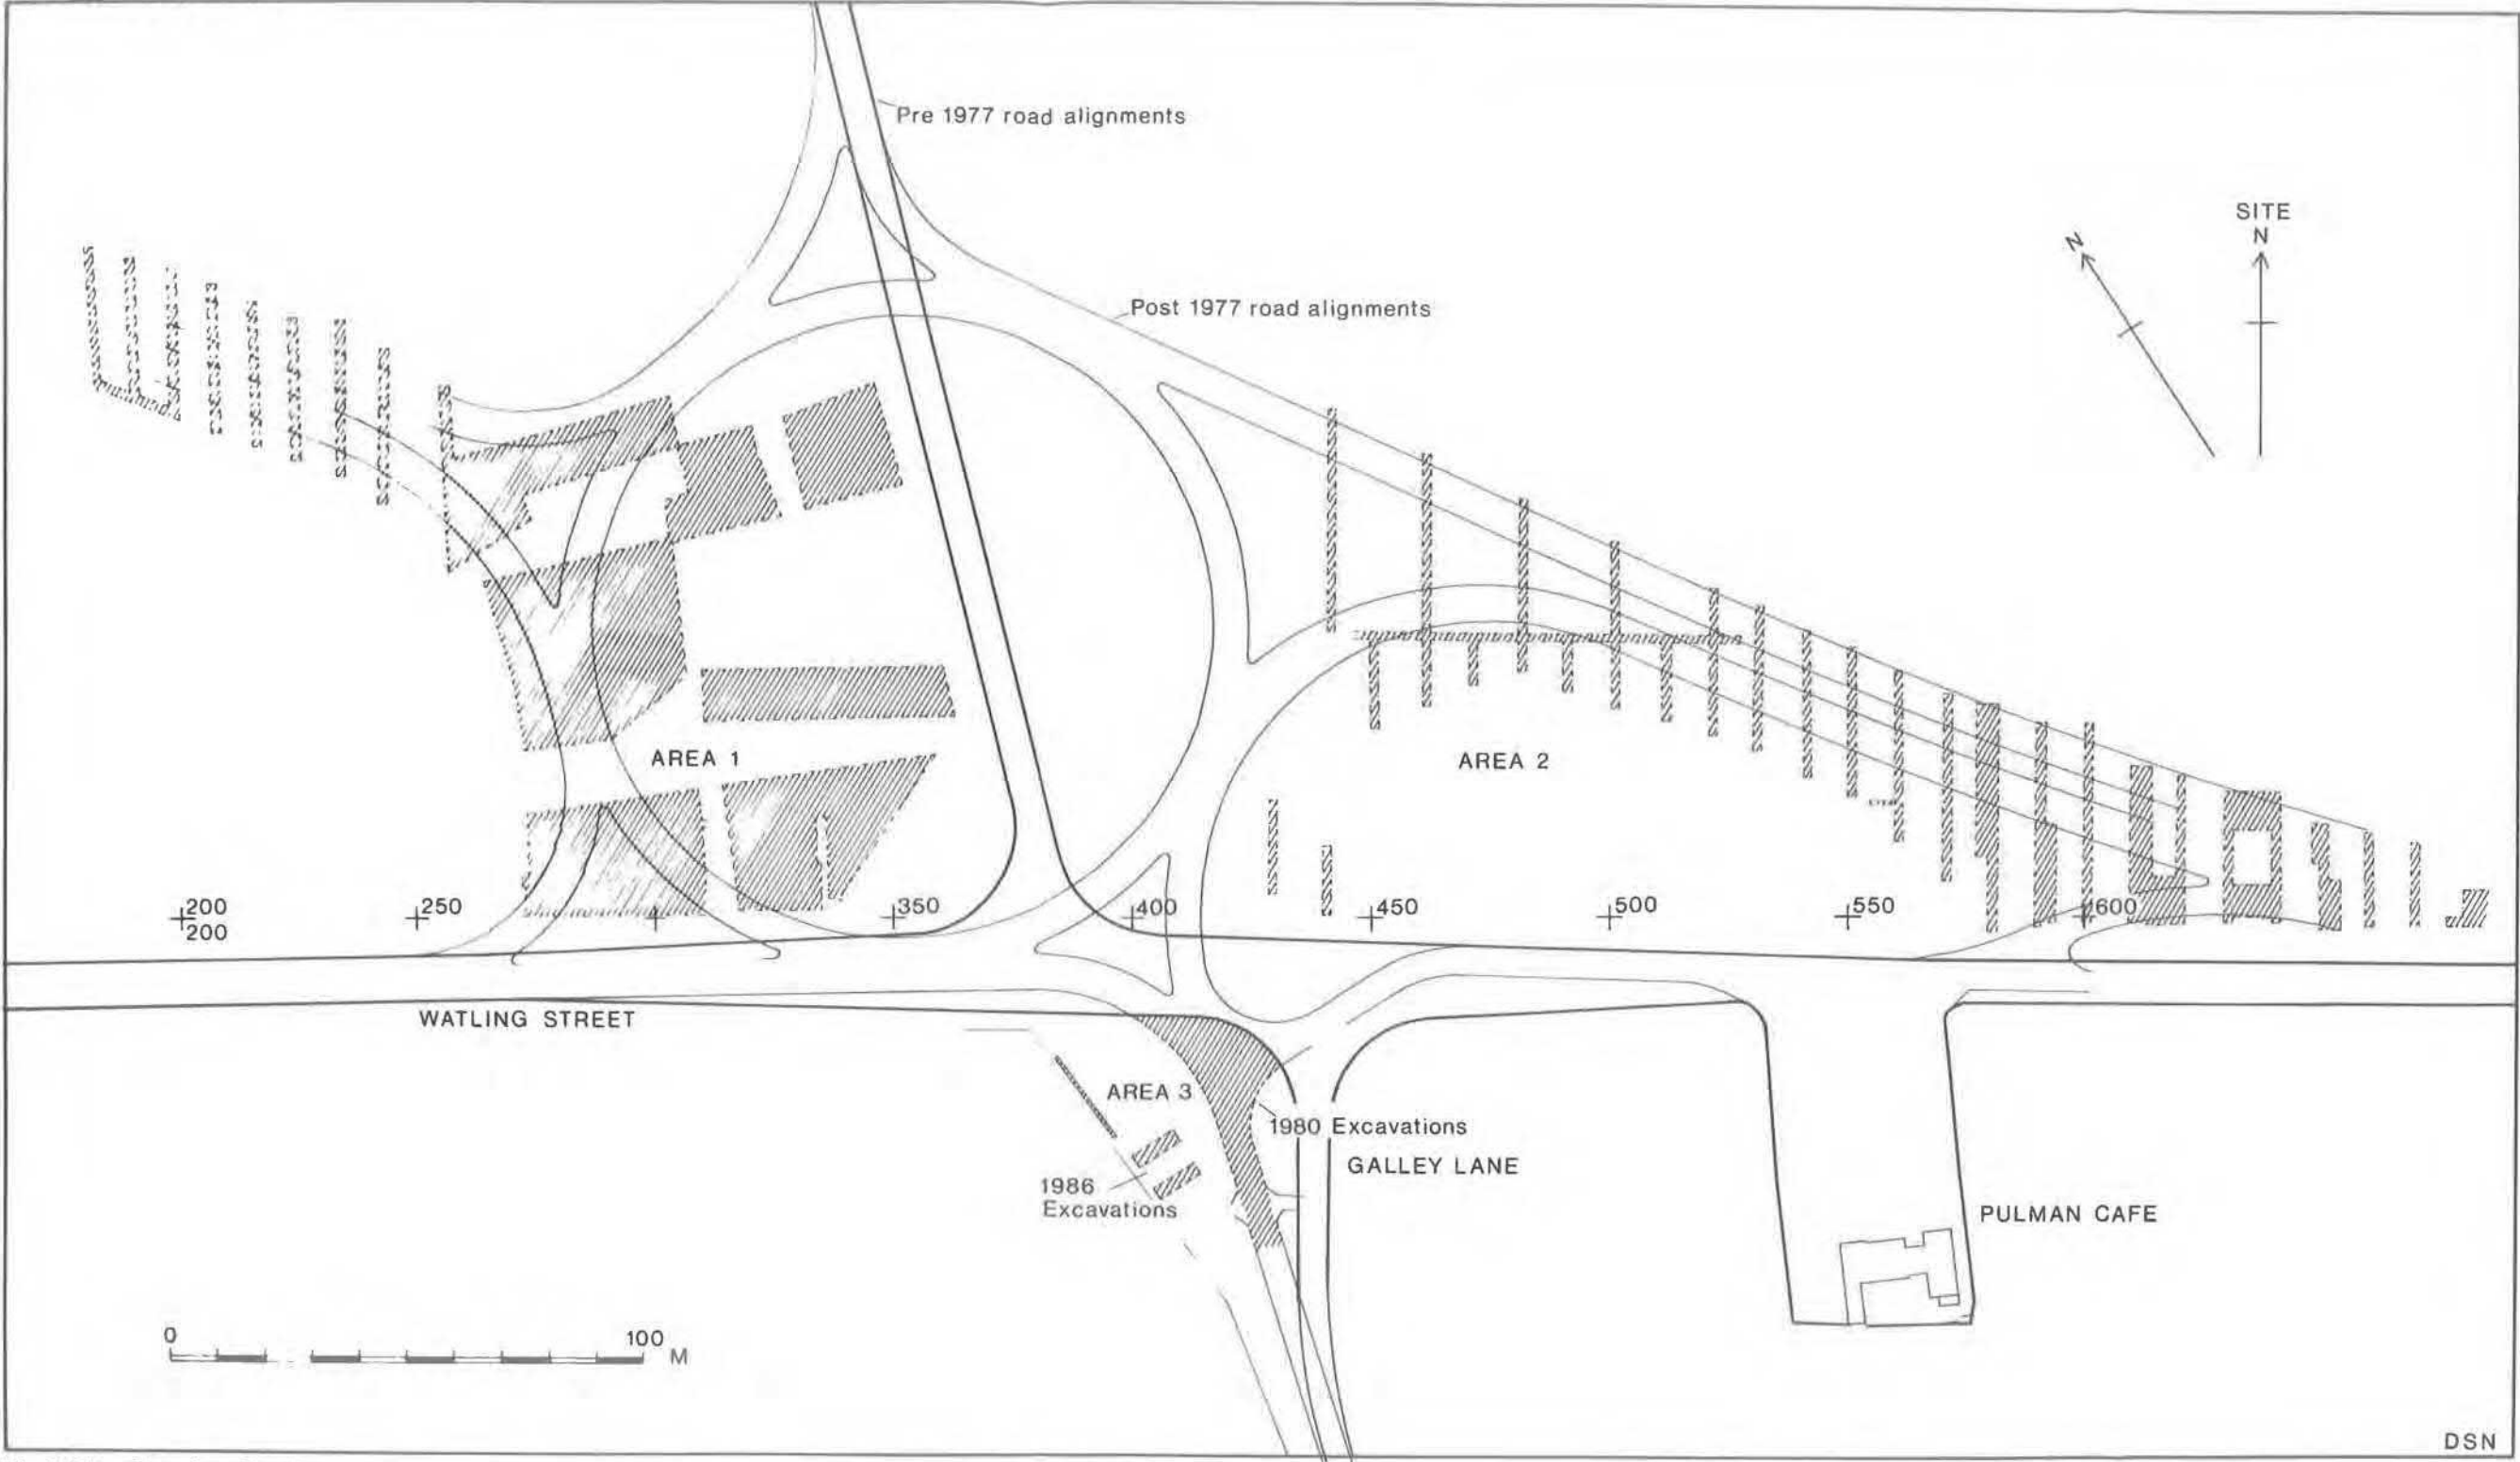 Pre 1977 road alignments
SITE
N
N
Post 1977 road alignments
AREA 1
AREA 2
200
200
250
350
400
450
500
550
600
WATLING STREET
AREA 3
1980 Excavations
GALLEY LANE
1986
Excavations
PULMAN CAFE
0 100 M
DSN